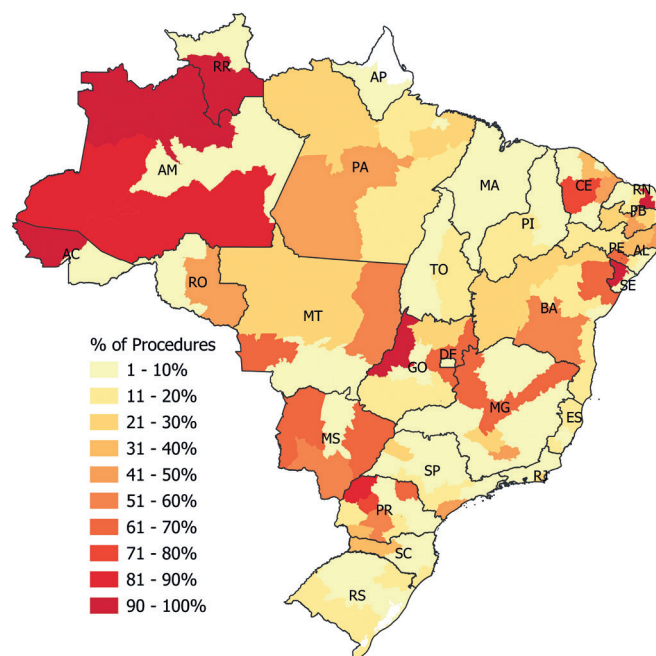 RR
AP
AM
PA
MA
CE
RN
PB
PI
PE
AL
SE
AC
RO
TO
BA
MT
GO
DF
MG
ES
MS
SP
RJ
PR
SC
RS
% of Procedures
1 - 10%
11 - 20%
21 - 30%
31 - 40%
41 - 50%
51 - 60%
61 - 70%
71 - 80%
81 - 90%
90 - 100%